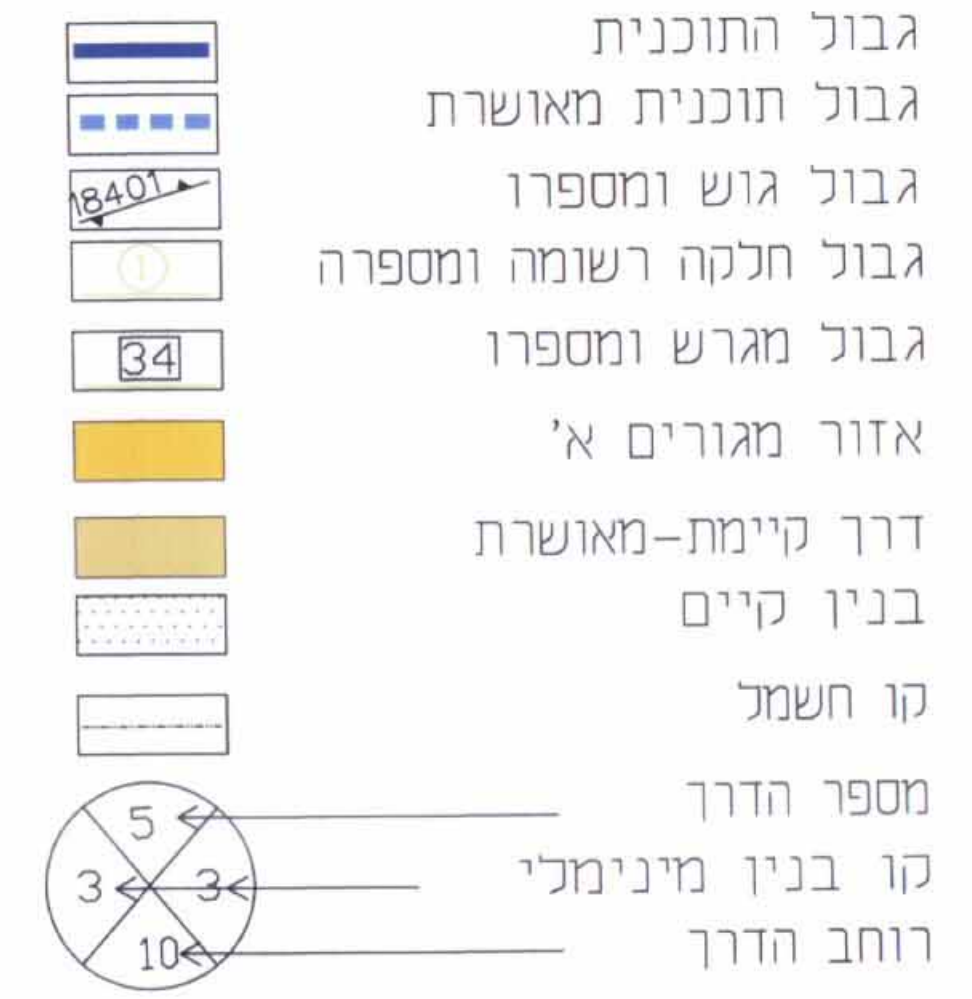 גבול התוכנית
גבול תוכנית מאושרת
גבול גוש ומספרו 18401
גבול חלקה רשומה ומספרה 1
גבול מגרש ומספרו 34
אזור מגורים א'
דרך קיימת-מאושרת
בנין קיים
קו חשמל
מספר הדרך 5
קו בנין מינימלי 3 3
רוחב הדרך 10